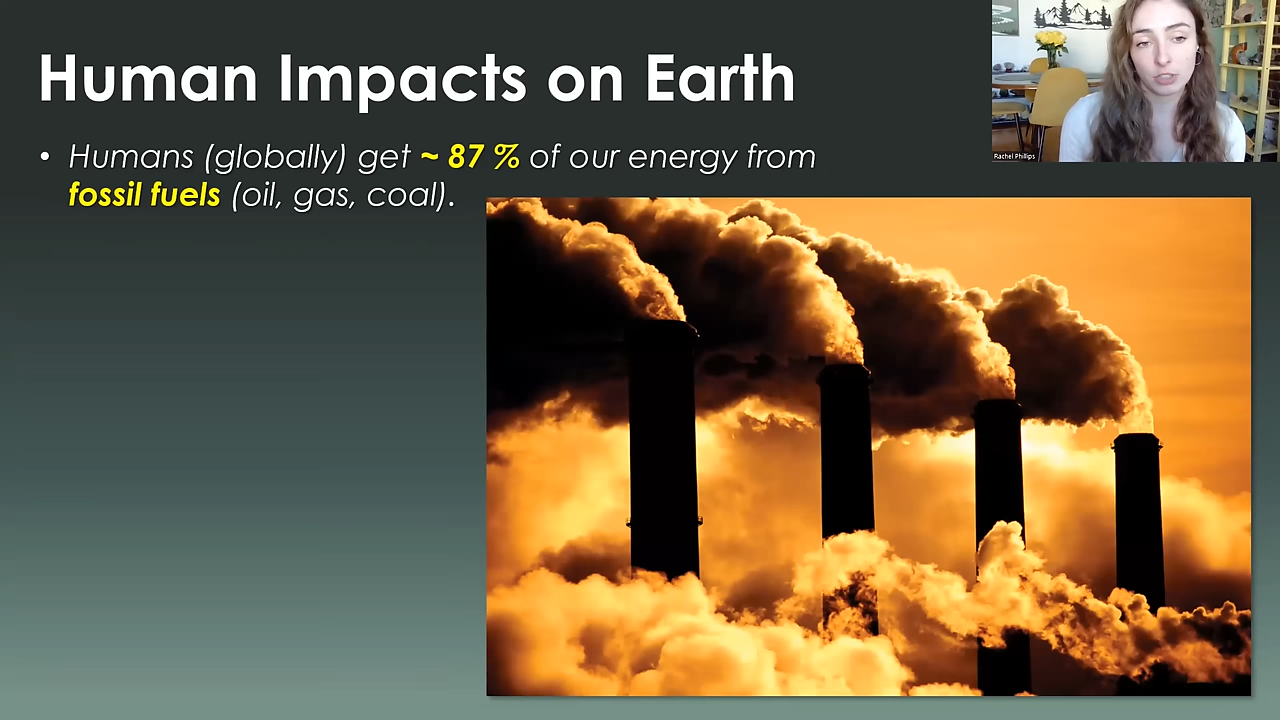 Human Impacts on Earth
• Humans (globally) get ~ 87 % of our energy from
fossil fuels (oil, gas, coal).
Rachel Phillips